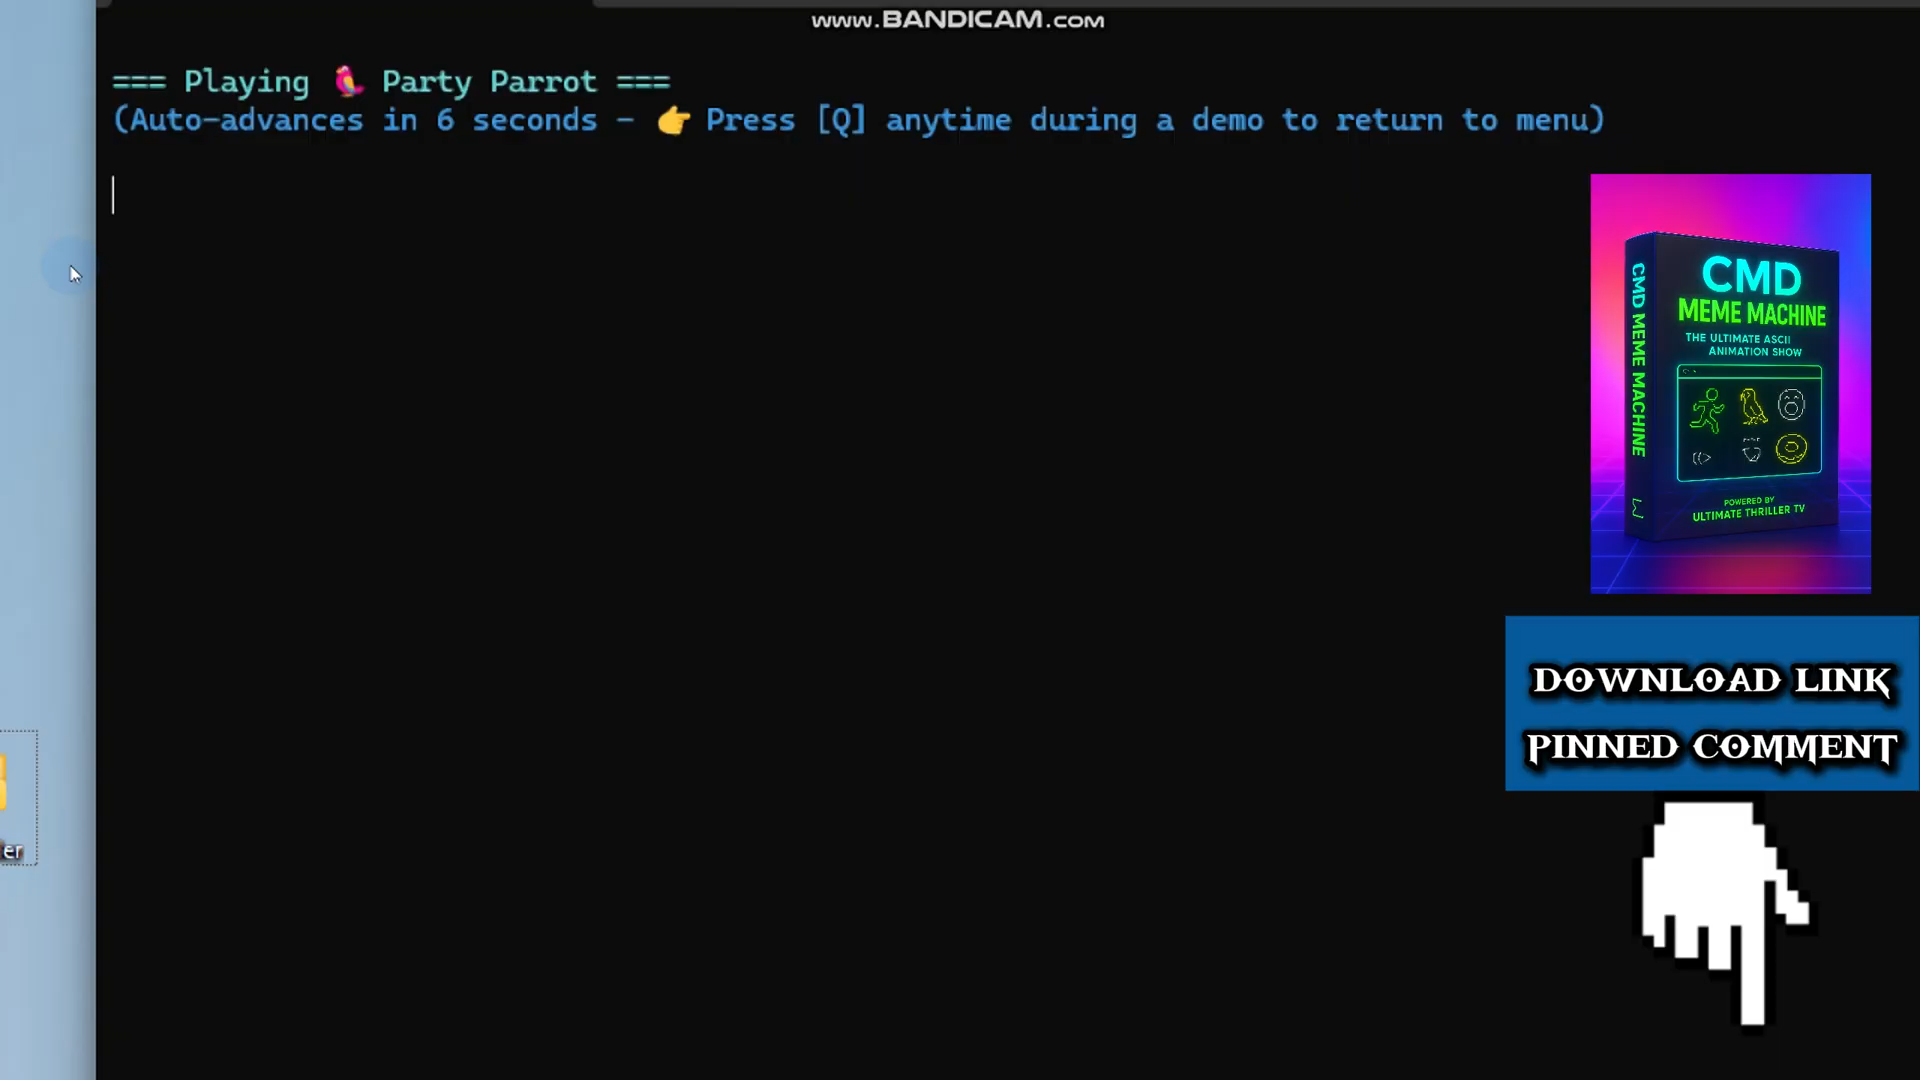 www.BANDICAM.com
=== Playing 🦜 Party Parrot ===
(Auto-advances in 6 seconds - 👉 Press [Q] anytime during a demo to return to menu)
CMD
MEME MACHINE
THE ULTIMATE ASCII
ANIMATION SHOW
POWERED BY
ULTIMATE THRILLER TV
CMD MEME MACHINE
DOWNLOAD LINK
PINNED COMMENT
er